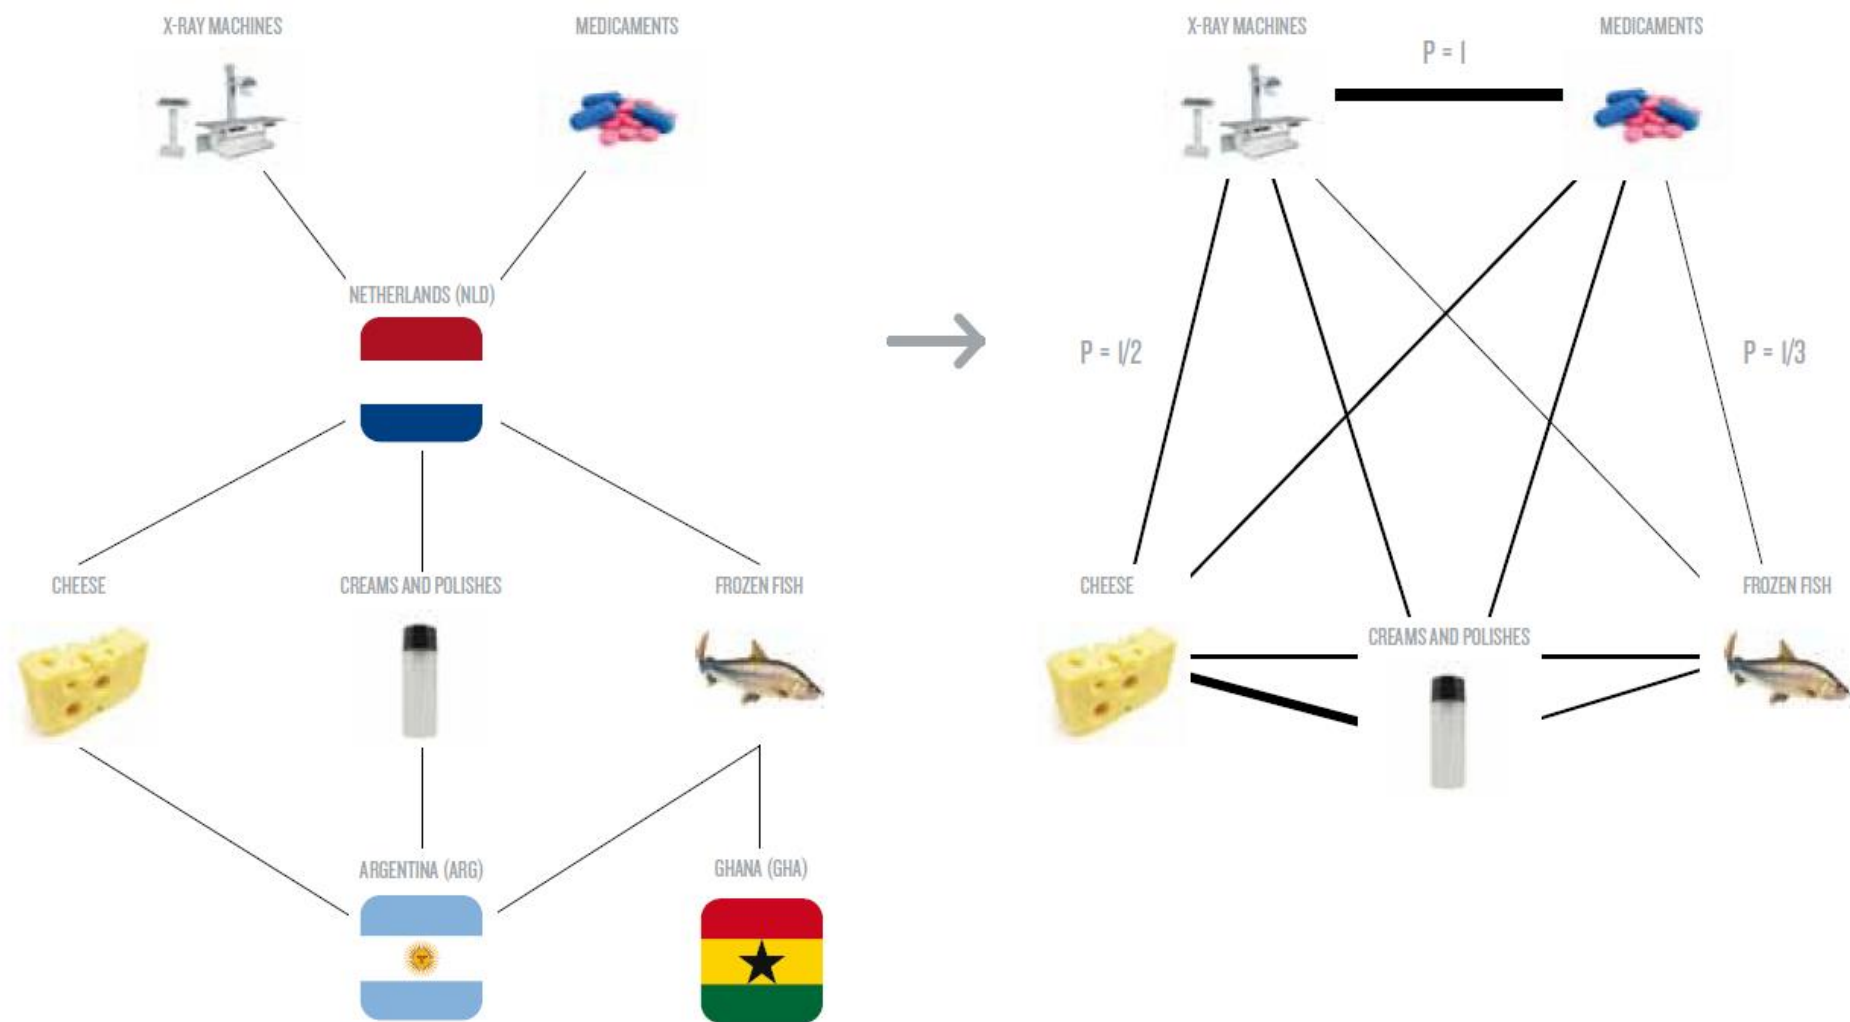 X-RAY MACHINES
MEDICAMENTS
NETHERLANDS (NLD)
CHEESE
CREAMS AND POLISHES
FROZEN FISH
ARGENTINA (ARG)
GHANA (GHA)
X-RAY MACHINES
P = 1
MEDICAMENTS
P = 1/2
P = 1/3
CHEESE
CREAMS AND POLISHES
FROZEN FISH